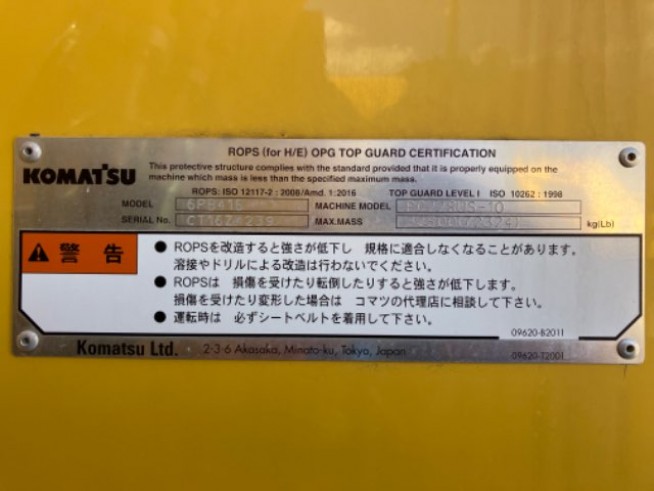 ROPS (for H/E) OPG TOP GUARD CERTIFICATION
KOMATSU
This protective structure complies with the standard provided that it is properly equipped on the
machine which mass is less than the specified maximum mass.
ROPS: ISO 12117-2 : 2008/Amd. 1:2016 TOP GUARD LEVEL I ISO 10262 : 1998
MODEL MACHINE MODEL
SERIAL No. MAX.MASS kg(Lb)
警 告
● ROPSを改造すると強さが低下し 規格に適合しなくなることがあります。
溶接やドリルによる改造は行わないでください。
● ROPSは 損傷を受けたり転倒したりすると強さが低下します。
損傷を受けたり変形した場合は コマツの代理店に相談して下さい。
● 運転時は 必ずシートベルトを着用して下さい。
09620-B2011
Komatsu Ltd. 2-3-6 Akasaka, Minato-ku, Tokyo, Japan 09620-T2001